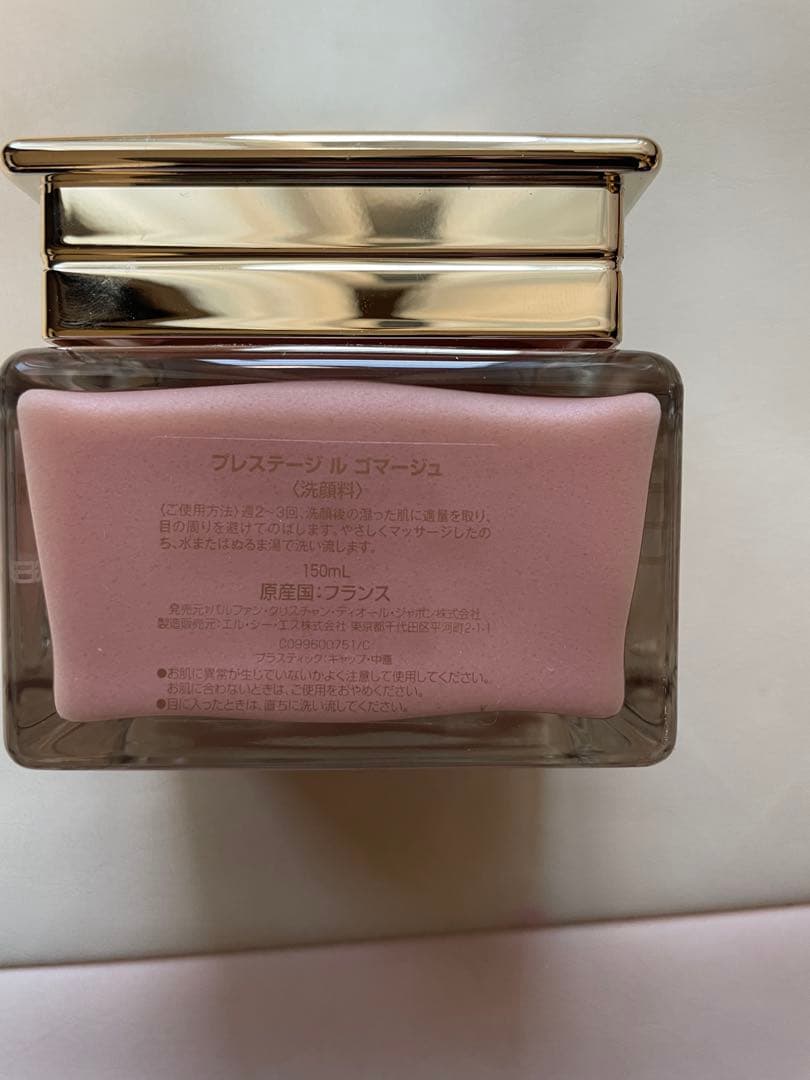 プレステージ ル ゴマージュ
〈洗顔料〉
〈ご使用方法〉週2~3回、洗顔後の湿った肌に適量を取り、
目の周りを避けてのばします。やさしくマッサージしたの
ち、水またはぬるま湯で洗い流します。
150mL
原産国:フランス
発売元:パルファン・クリスチャン・ディオール・ジャポン株式会社
製造販売元:エル・シー・エス株式会社 東京都千代田区平河町2-1-1
C099600751/C
プラスティック:キャップ・中蓋
●お肌に異常が生じていないかよく注意して使用してください。
お肌に合わないときは、ご使用をおやめください。
●目に入ったときは、直ちに洗い流してください。